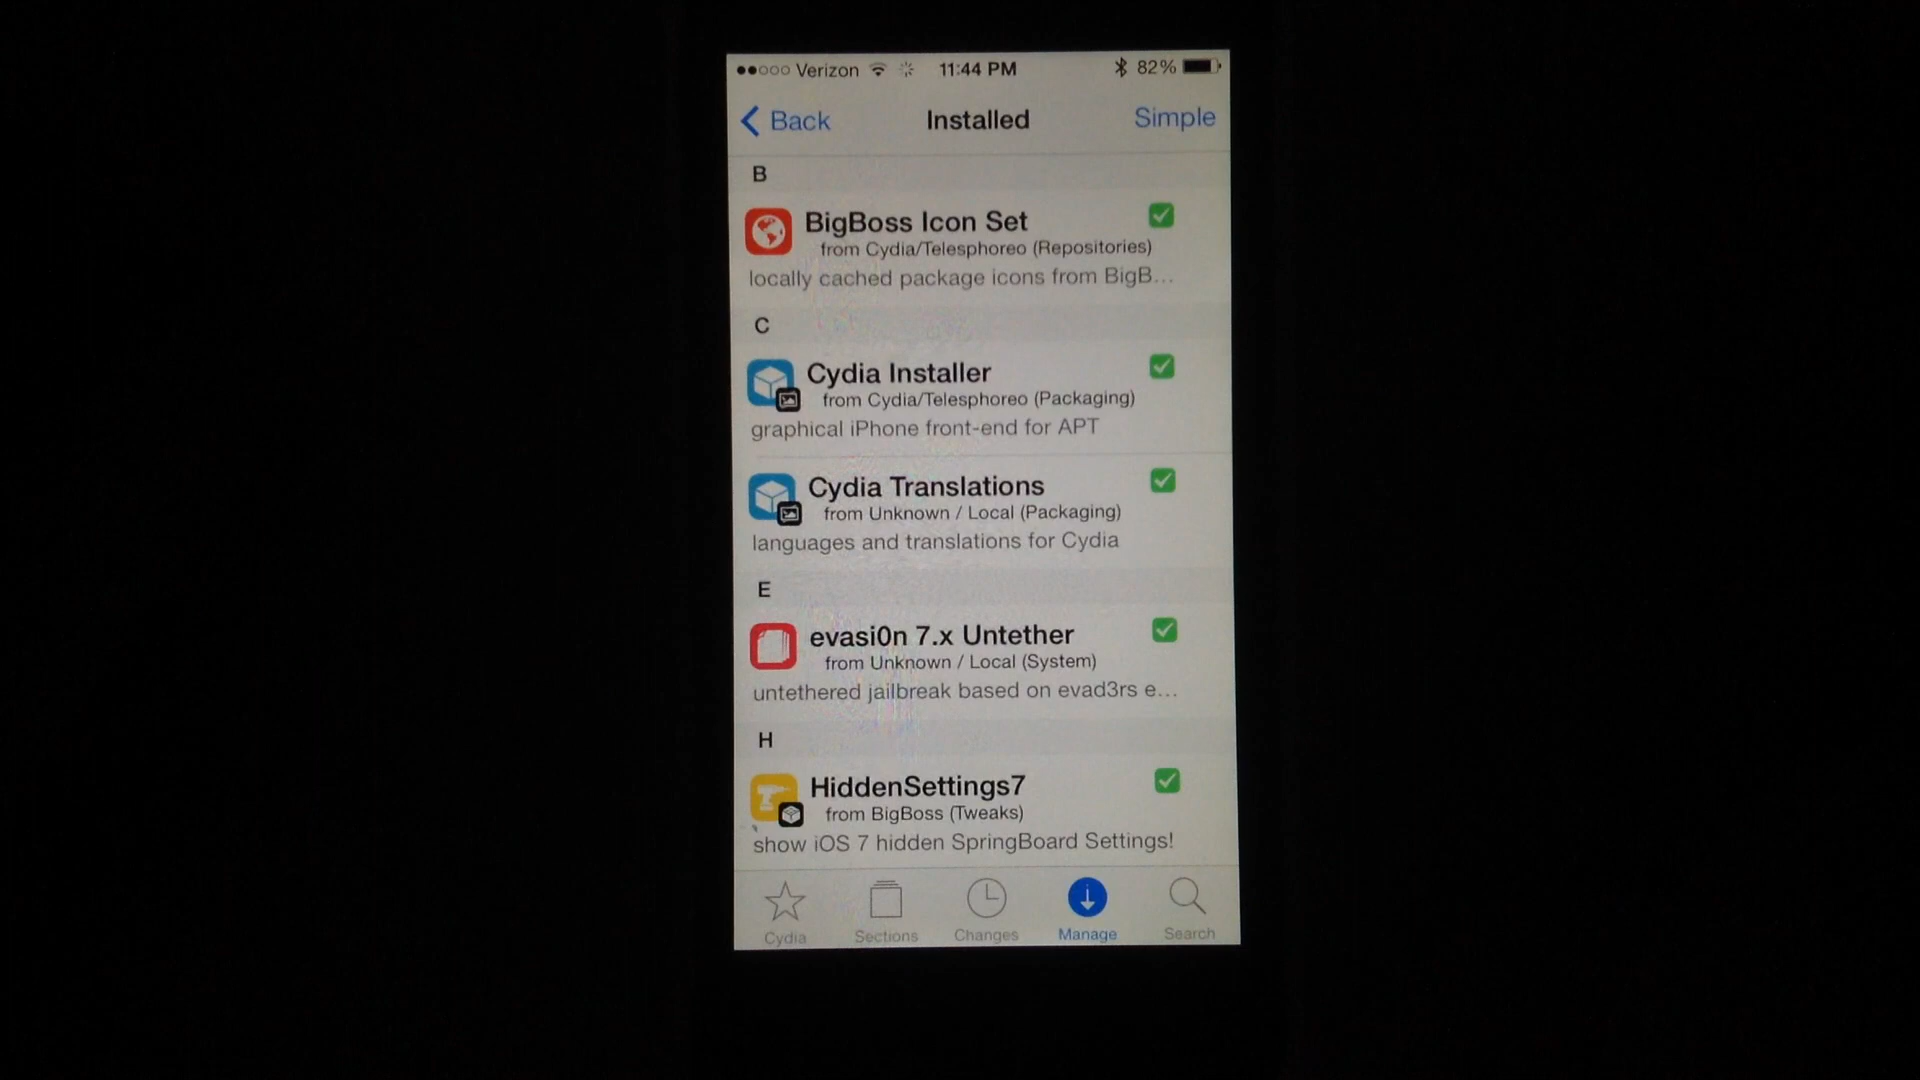 Verizon 11:44 PM 82%
Back Installed Simple
B
BigBoss Icon Set
from Cydia/Telesphoreo (Repositories)
locally cached package icons from BigB...
C
Cydia Installer
from Cydia/Telesphoreo (Packaging)
graphical iPhone front-end for APT
Cydia Translations
from Unknown / Local (Packaging)
languages and translations for Cydia
E
evasi0n 7.x Untether
from Unknown / Local (System)
untethered jailbreak based on evad3rs e...
H
HiddenSettings7
from BigBoss (Tweaks)
show iOS 7 hidden SpringBoard Settings!
Cydia Sections Changes Manage Search